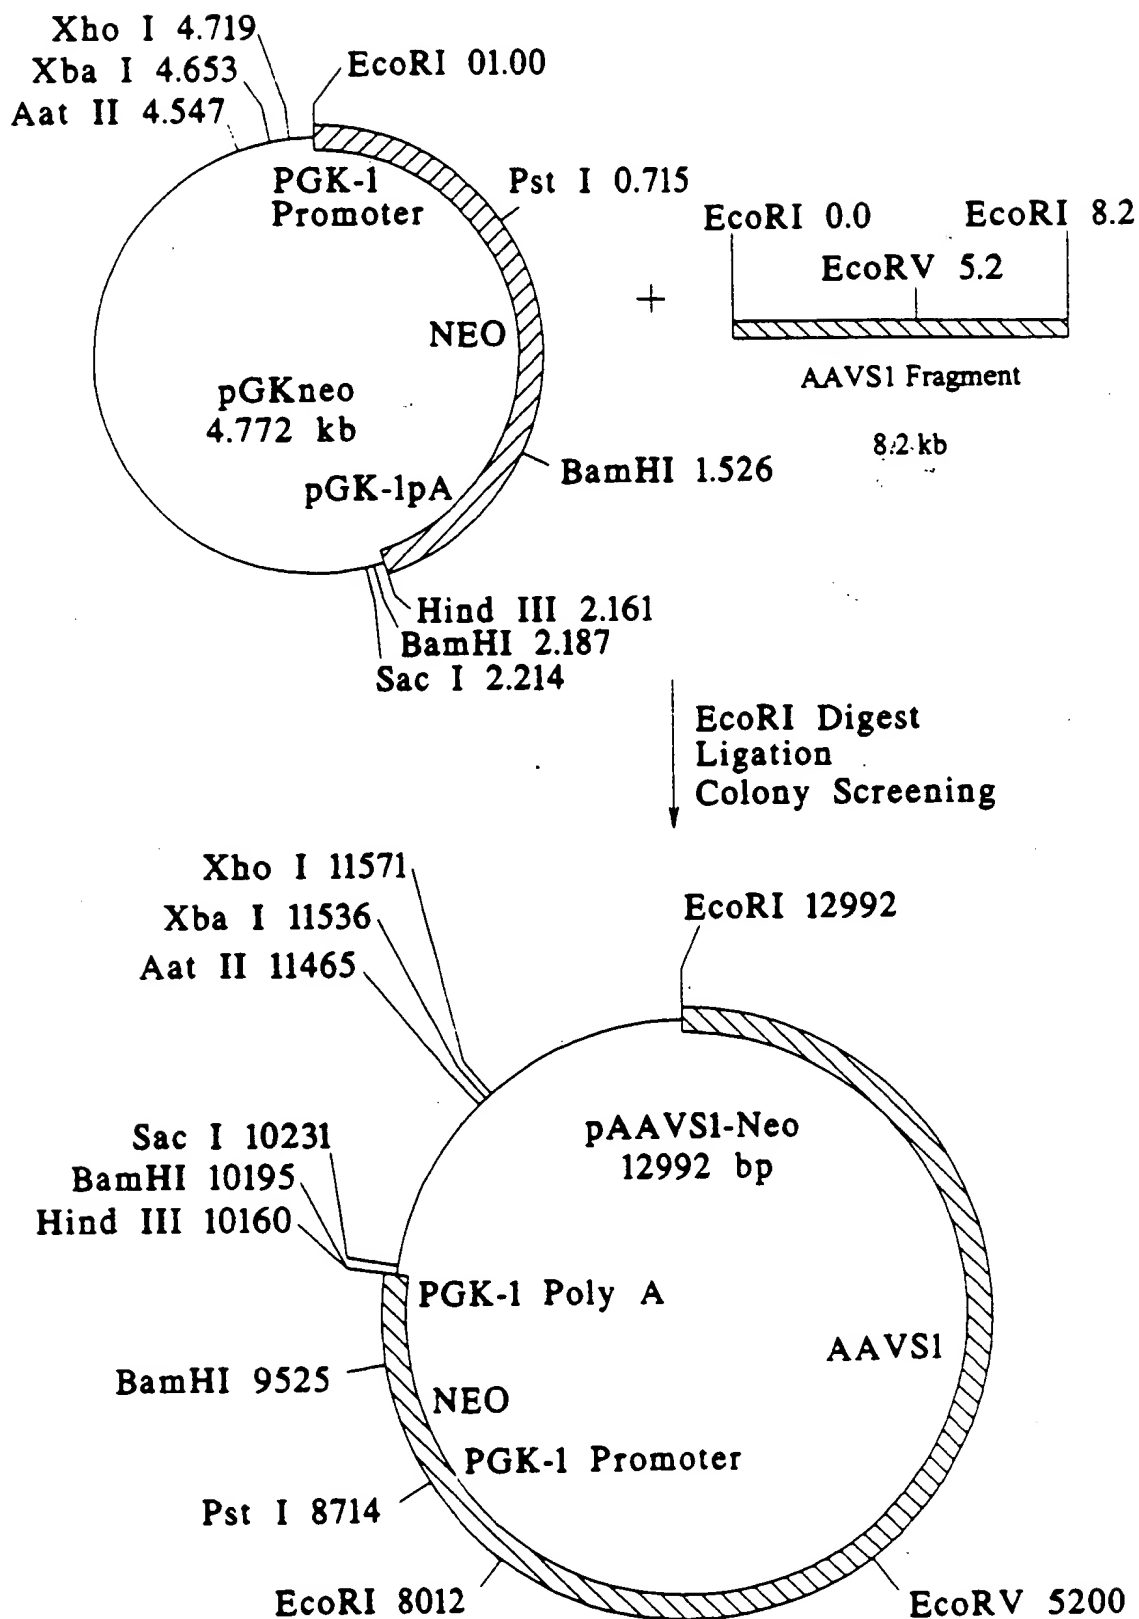 Xho I 4.719
Xba I 4.653
Aat II 4.547
EcoRI 01.00
PGK-1
Promoter
Pst I 0.715
NEO
pGKneo
4.772 kb
pGK-1pA
BamHI 1.526
Hind III 2.161
BamHI 2.187
Sac I 2.214
+
EcoRI 0.0
EcoRI 8.2
EcoRV 5.2
AAVS1 Fragment
8.2 kb
EcoRI Digest
Ligation
Colony Screening
Xho I 11571
Xba I 11536
Aat II 11465
EcoRI 12992
Sac I 10231
BamHI 10195
Hind III 10160
pAAVS1-Neo
12992 bp
PGK-1 Poly A
AAVS1
BamHI 9525
NEO
PGK-1 Promoter
Pst I 8714
EcoRI 8012
EcoRV 5200